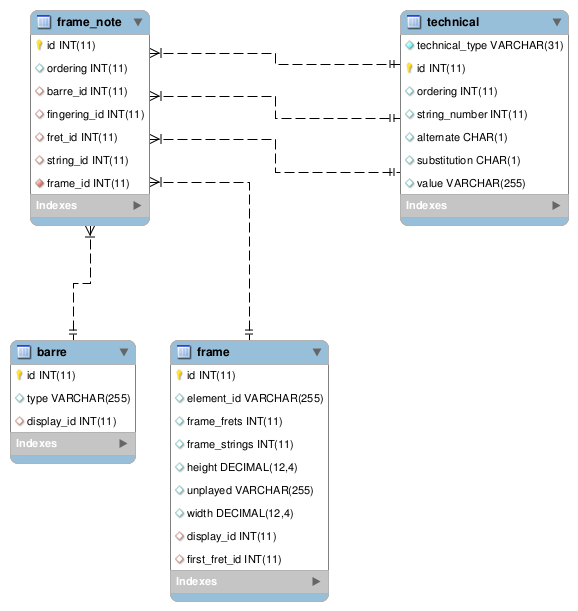 frame_note
id INT(11)
ordering INT(11)
barre_id INT(11)
fingering_id INT(11)
fret_id INT(11)
string_id INT(11)
frame_id INT(11)
Indexes
technical
technical_type VARCHAR(31)
id INT(11)
ordering INT(11)
string_number INT(11)
alternate CHAR(1)
substitution CHAR(1)
value VARCHAR(255)
Indexes
barre
id INT(11)
type VARCHAR(255)
display_id INT(11)
Indexes
frame
id INT(11)
element_id VARCHAR(255)
frame_frets INT(11)
frame_strings INT(11)
height DECIMAL(12,4)
unplayed VARCHAR(255)
width DECIMAL(12,4)
display_id INT(11)
first_fret_id INT(11)
Indexes